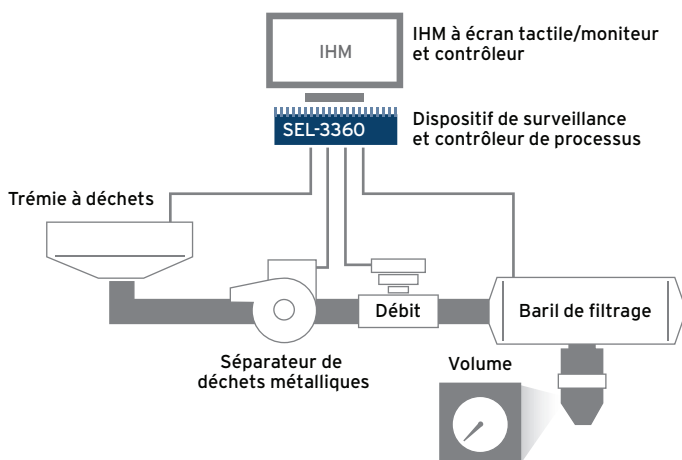 IHM
IHM à écran tactile/moniteur
et contrôleur
SEL-3360
Dispositif de surveillance
et contrôleur de processus
Trémie à déchets
Débit
Baril de filtrage
Séparateur de
déchets métalliques
Volume